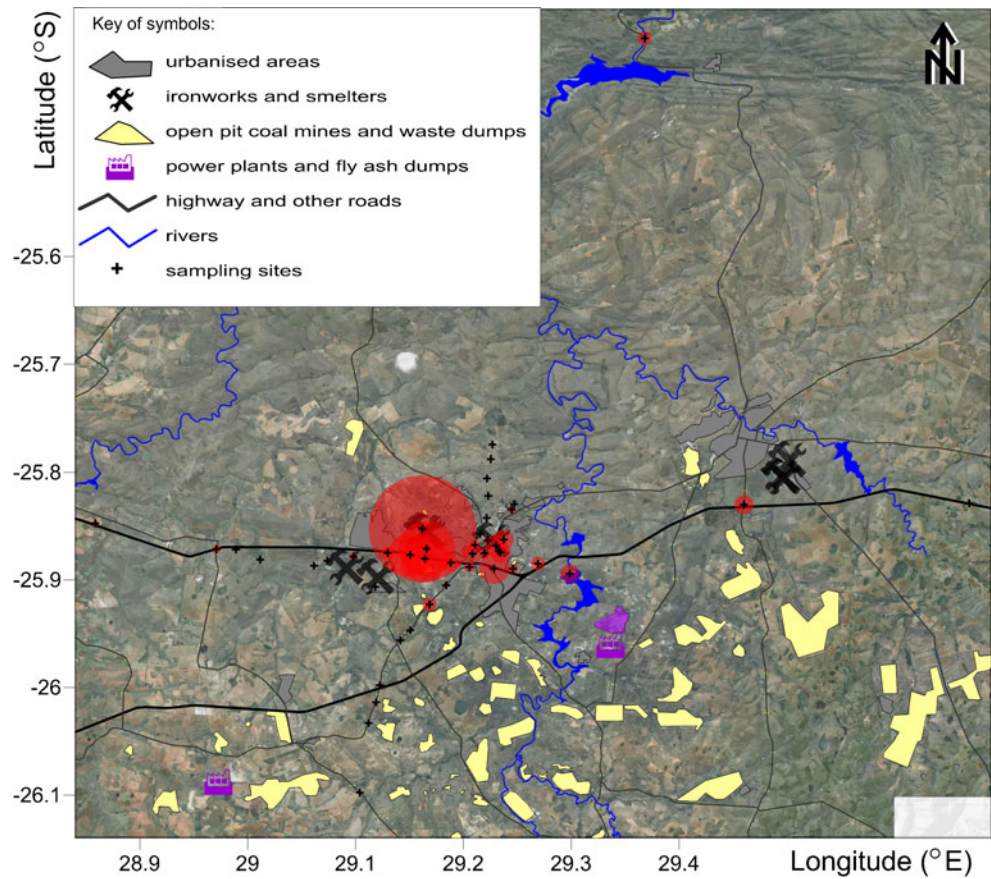 Key of symbols:
urbanised areas
ironworks and smelters
open pit coal mines and waste dumps
power plants and fly ash dumps
highway and other roads
rivers
sampling sites
N
Latitude (°S)
-25.6
-25.7
-25.8
-25.9
-26
-26.1
28.9
29
29.1
29.2
29.3
29.4
Longitude (°E)